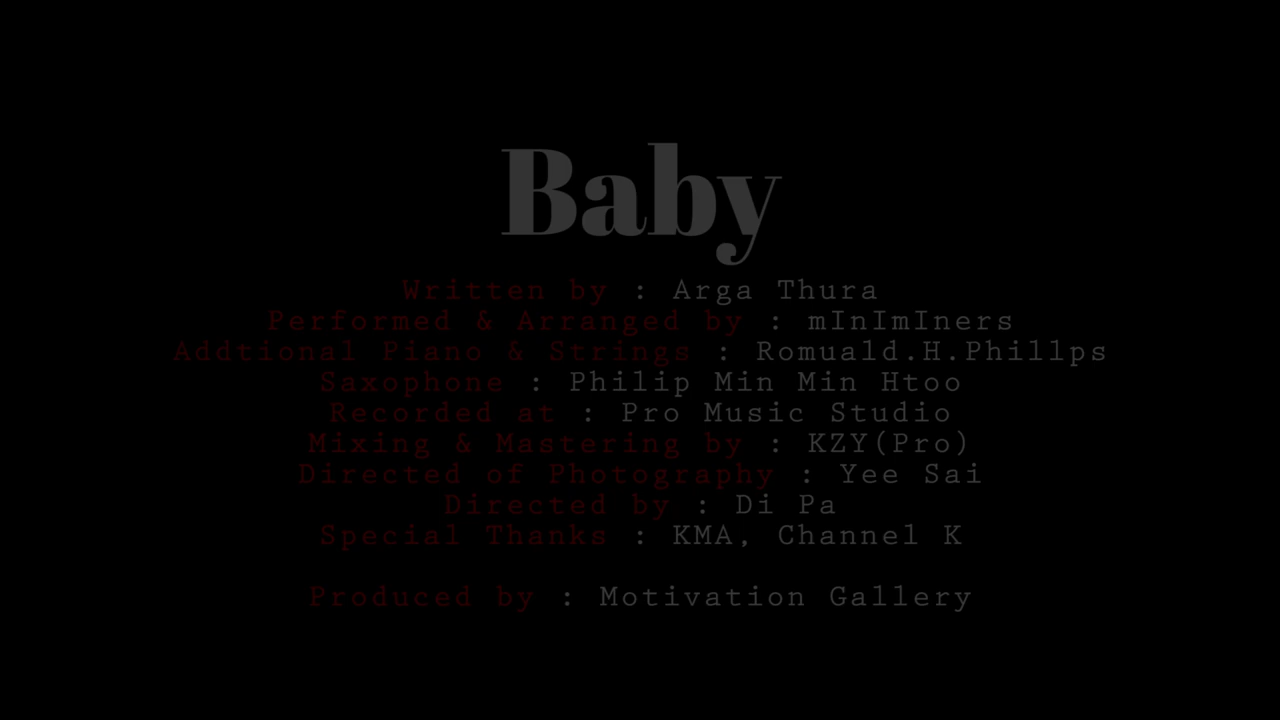 Baby
Written by : Arga Thura
Performed & Arranged by : mInImIners
Addtional Piano & Strings : Romuald.H.Phillps
Saxophone : Philip Min Min Htoo
Recorded at : Pro Music Studio
Mixing & Mastering by : KZY(Pro)
Directed of Photography : Yee Sai
Directed by : Di Pa
Special Thanks : KMA, Channel K
Produced by : Motivation Gallery